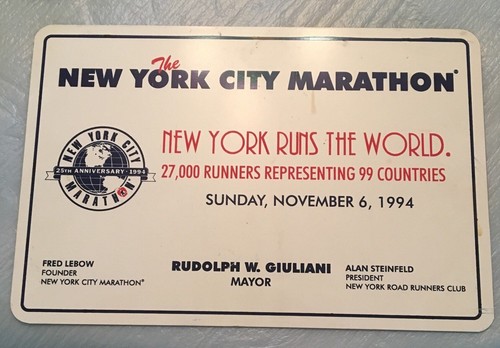 The
NEW YORK CITY MARATHON®
NEW YORK CITY
25TH ANNIVERSARY · 1994
MARATHON
NEW YORK RUNS THE WORLD.
27,000 RUNNERS REPRESENTING 99 COUNTRIES
SUNDAY, NOVEMBER 6, 1994
FRED LEBOW
FOUNDER
NEW YORK CITY MARATHON®
RUDOLPH W. GIULIANI
MAYOR
ALAN STEINFELD
PRESIDENT
NEW YORK ROAD RUNNERS CLUB